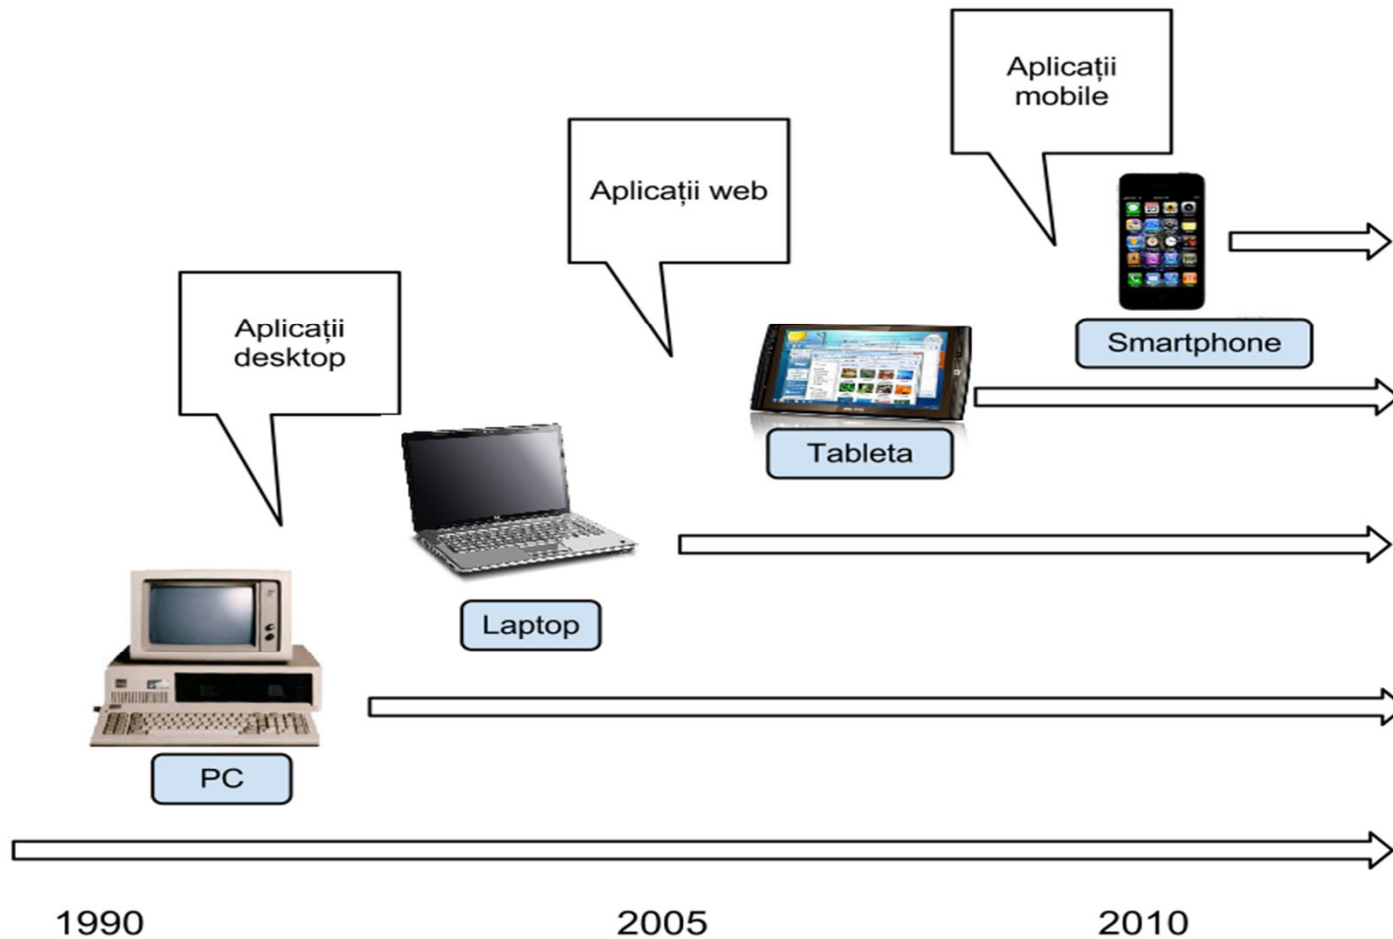 Aplicații
mobile
Aplicații web
Aplicații
desktop
Smartphone
Tableta
Laptop
PC
1990
2005
2010